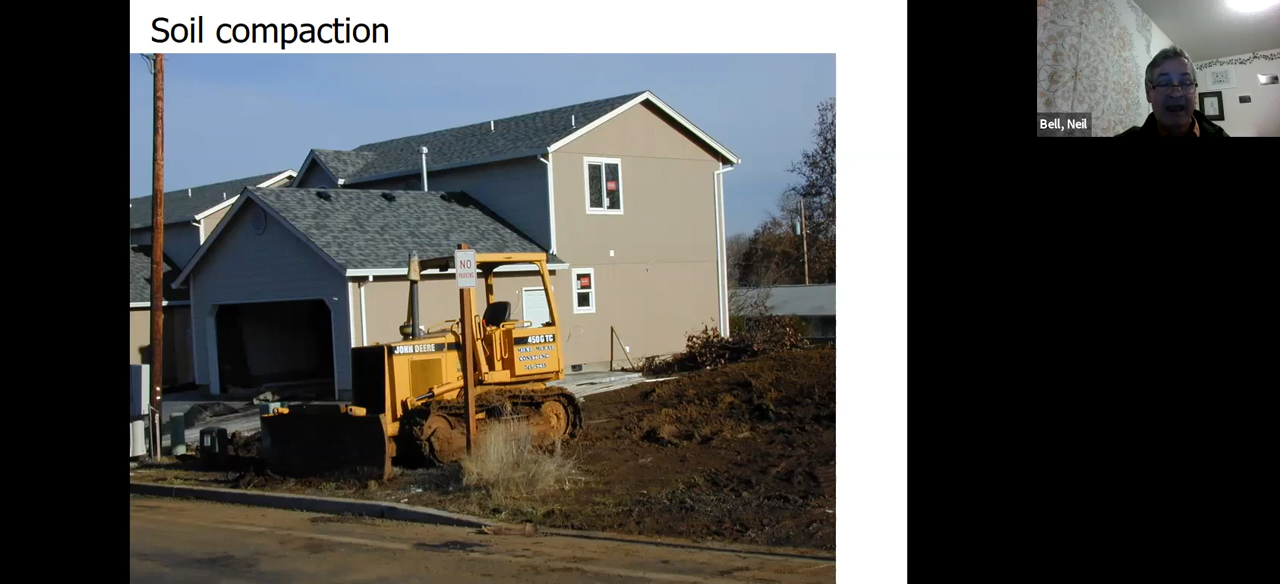 Soil compaction
Bell, Neil
NO
PARKING
JOHN DEERE
450G TC